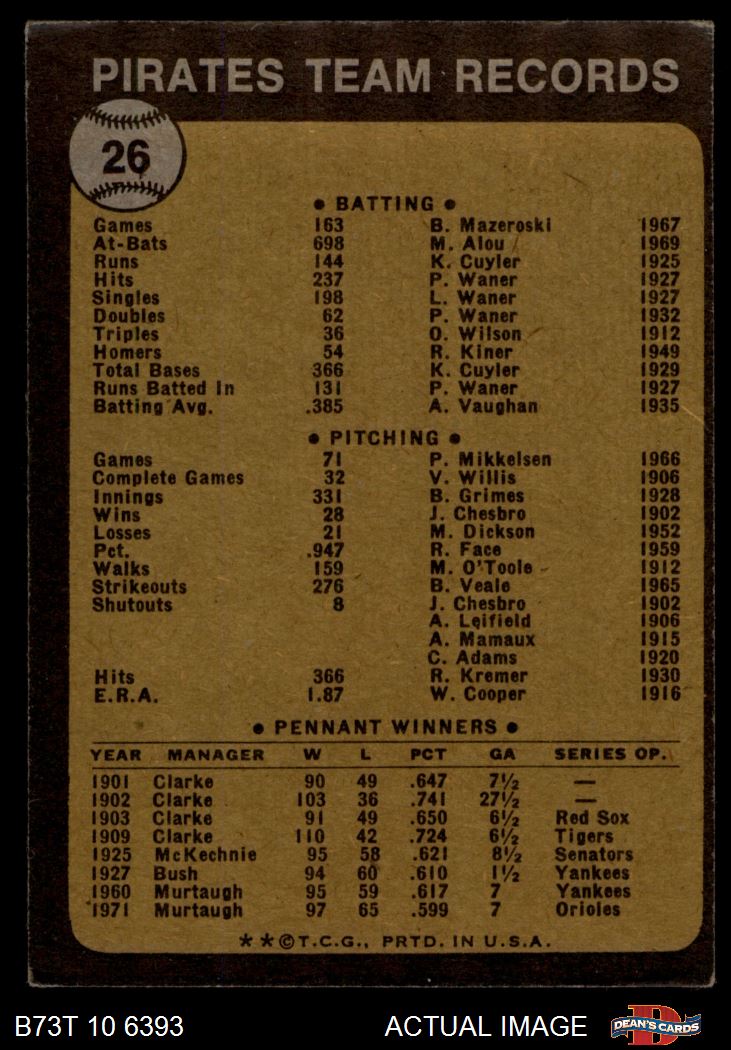 PIRATES TEAM RECORDS
26
• BATTING •
Games 163 B. Mazeroski 1967
At-Bats 698 M. Alou 1969
Runs 144 K. Cuyler 1925
Hits 237 P. Waner 1927
Singles 198 L. Waner 1927
Doubles 62 P. Waner 1932
Triples 36 O. Wilson 1912
Homers 54 R. Kiner 1949
Total Bases 366 K. Cuyler 1929
Runs Batted In 131 P. Waner 1927
Batting Avg. .385 A. Vaughan 1935
• PITCHING •
Games 71 P. Mikkelsen 1966
Complete Games 32 V. Willis 1906
Innings 331 B. Grimes 1928
Wins 28 J. Chesbro 1902
Losses 21 M. Dickson 1952
Pct. .947 R. Face 1959
Walks 159 M. O'Toole 1912
Strikeouts 276 B. Veale 1965
Shutouts 8 J. Chesbro 1902
A. Leifield 1906
A. Mamaux 1915
C. Adams 1920
Hits 366 R. Kremer 1930
E.R.A. 1.87 W. Cooper 1916
• PENNANT WINNERS •
YEAR MANAGER W L PCT GA SERIES OP.
1901 Clarke 90 49 .647 7½ —
1902 Clarke 103 36 .741 27½ —
1903 Clarke 91 49 .650 6½ Red Sox
1909 Clarke 110 42 .724 6½ Tigers
1925 McKechnie 95 58 .621 8½ Senators
1927 Bush 94 60 .610 1½ Yankees
1960 Murtaugh 95 59 .617 7 Yankees
1971 Murtaugh 97 65 .599 7 Orioles
**©T.C.G., PRTD. IN U.S.A.
B73T 10 6393 ACTUAL IMAGE D DEAN'S CARDS